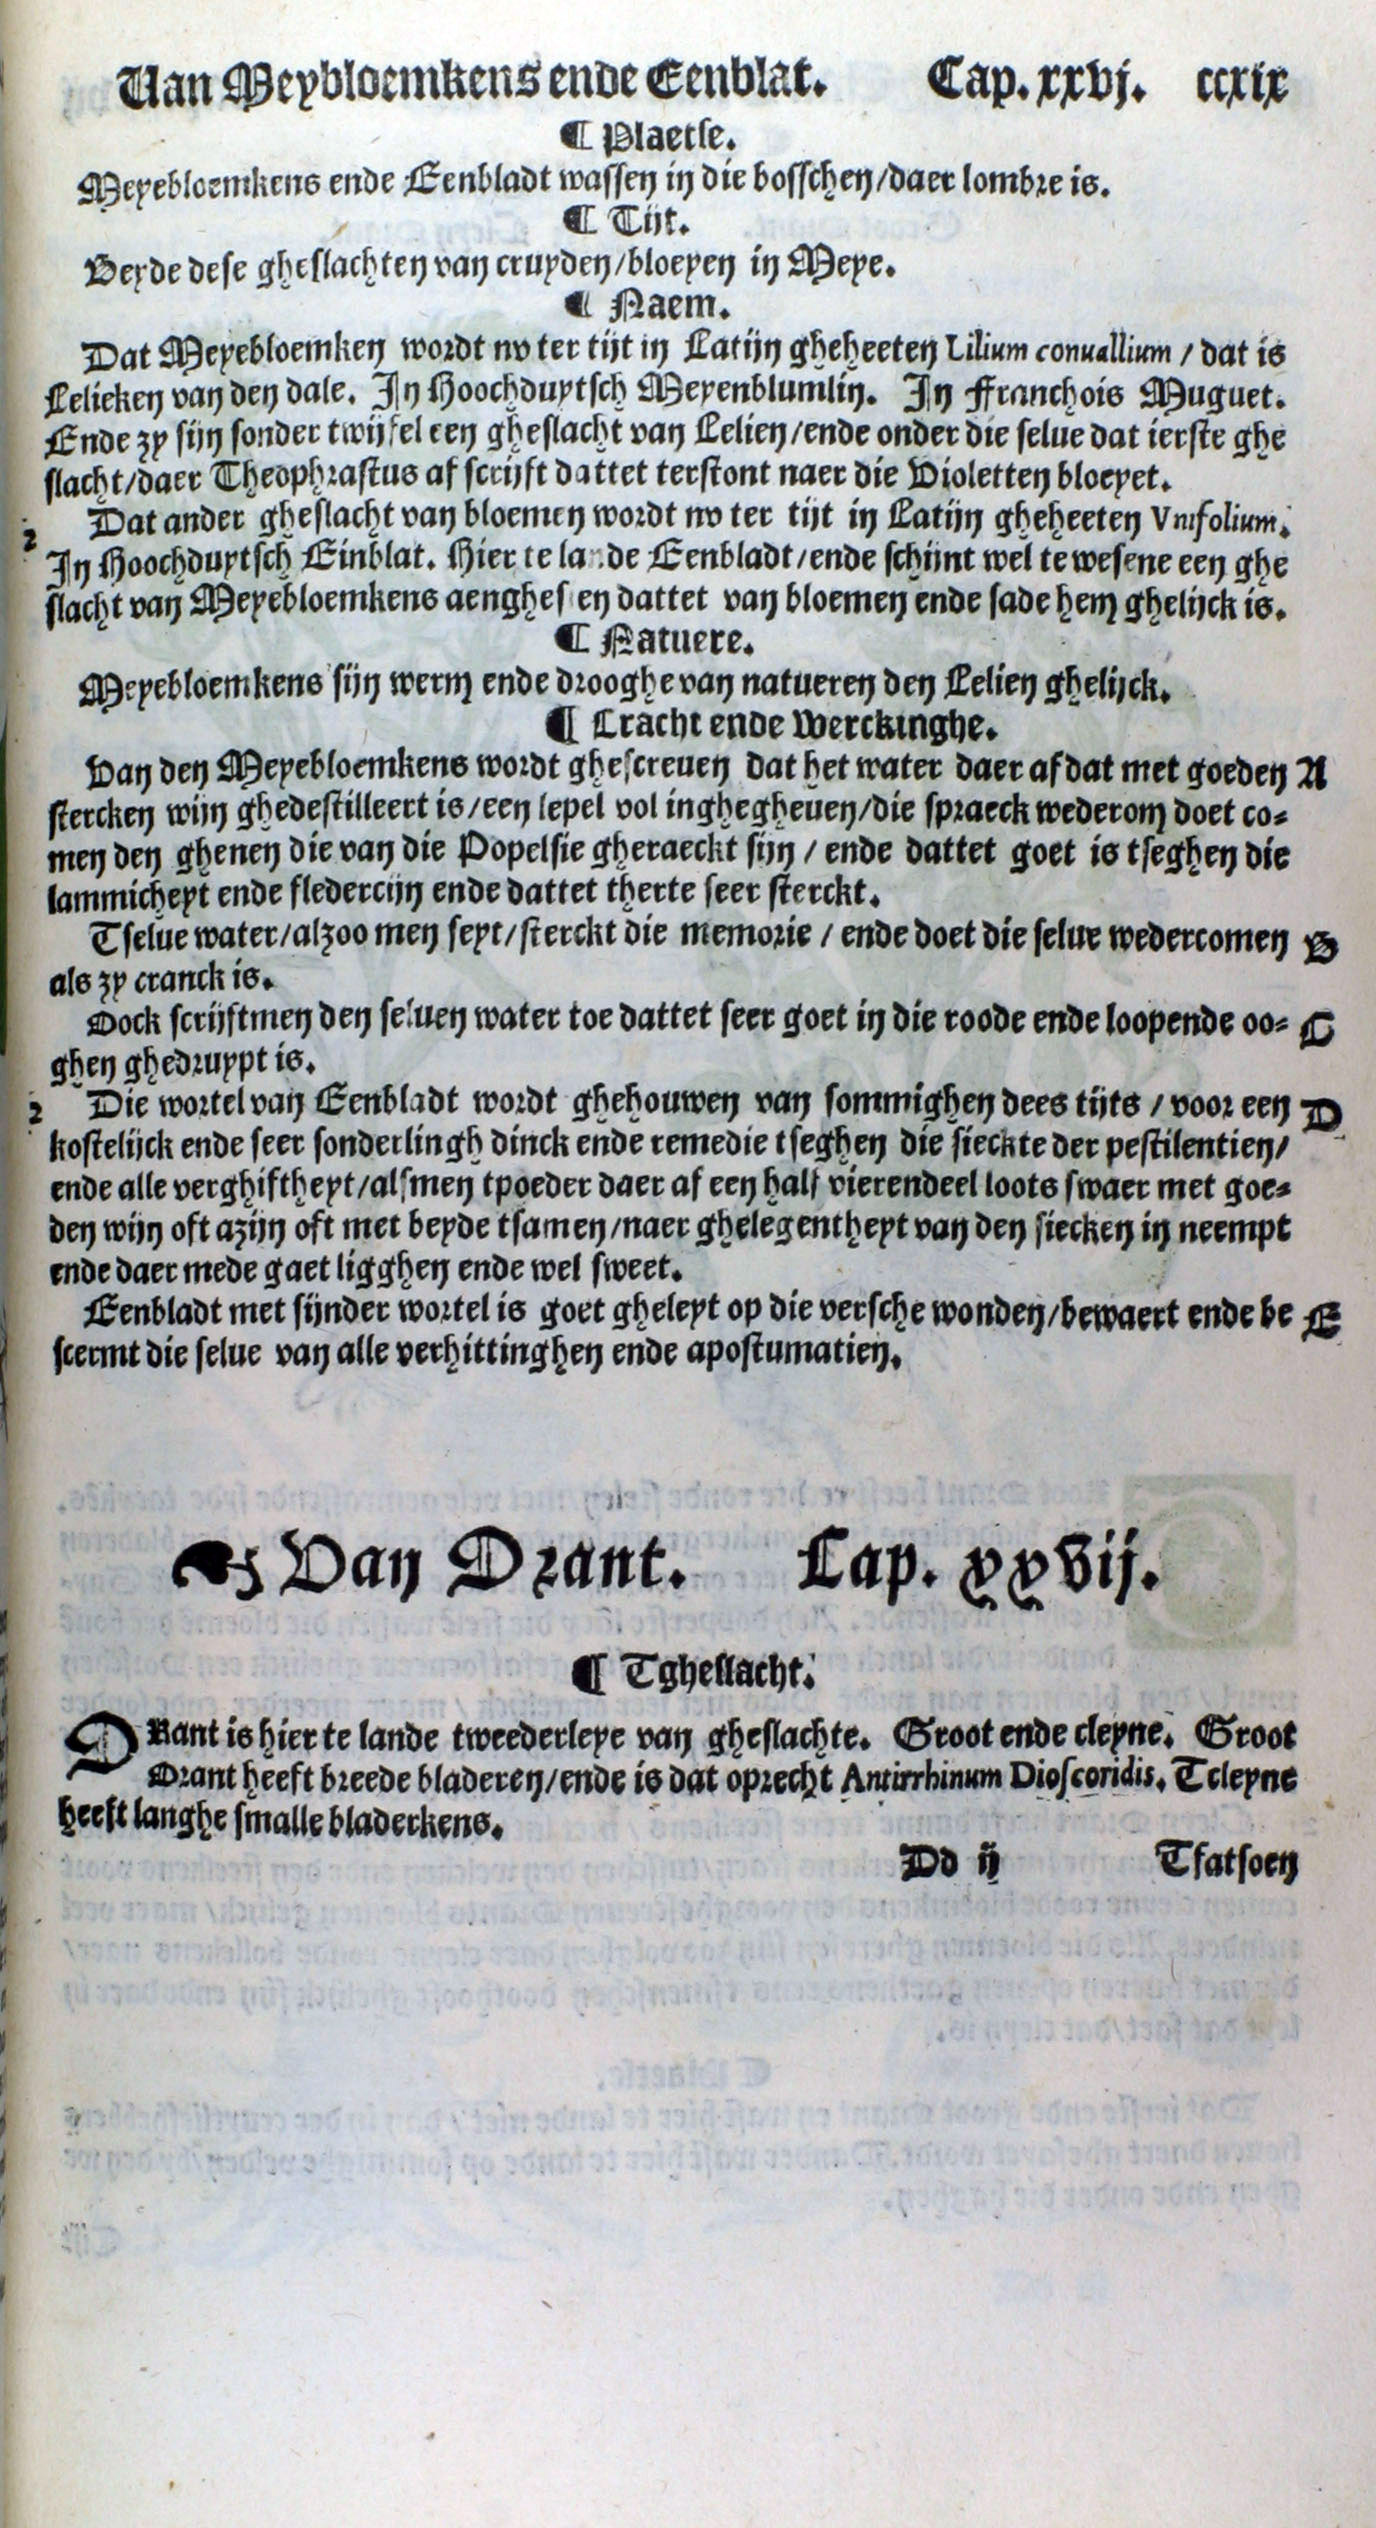 Van Meybloemkens ende Eenblat. Cap. xxvj. ccxix
¶ Plaetse.
Meyebloemkens ende Eenbladt wassen in die bosschen/daer lombre is.
¶ Tijt.
Beyde dese gheslachten van cruyden/bloeyen in Meye.
¶ Naem.
Dat Meyebloemken wordt nv ter tijt in Latijn gheheeten Lilium conuallium / dat is
Lelieken van den dale. In Hoochduytsch Meyenblumlin. In Franchois Muguet.
Ende zy sijn sonder twijfel een gheslacht van Lelien/ende onder die selue dat ierste ghe
slacht/daer Theophrastus af scrijft dattet terstont naer die Violetten bloeyet.
2 Dat ander gheslacht van bloemen wordt nv ter tijt in Latijn gheheeten Vnifolium.
In Hoochduytsch Einblat. Hier te lande Eenbladt/ende schijnt wel te wesene een ghe
slacht van Meyebloemkens aenghesien dattet van bloemen ende sade hem ghelijck is.
¶ Natuere.
Meyebloemkens sijn werm ende drooghe van natueren den Lelien ghelijck.
¶ Cracht ende Werckinghe.
Van den Meyebloemkens wordt ghescreuen dat het water daer af dat met goeden A
stercken wijn ghedestilleert is/een lepel vol inghegheuen/die spraeck wederom doet co-
men den ghenen die van die Popelsie gheraeckt sijn / ende dattet goet is tseghen die
lammicheyt ende fledercijn ende dattet therte seer sterckt.
Tselue water/alzoo men seyt/sterckt die memorie / ende doet die selue wedercomen B
als zy cranck is.
Oock scrijftmen den seluen water toe dattet seer goet in die roode ende loopende oo- C
ghen ghedruypt is.
2 Die wortel van Eenbladt wordt ghehouwen van sommighen dees tijts / voor een D
kostelijck ende seer sonderlingh dinck ende remedie tseghen die sieckte der pestilentien/
ende alle verghiftheyt/alsmen tpoeder daer af een half vierendeel loots swaer met goe-
den wijn oft azijn oft met beyde tsamen/naer ghelegentheyt van den siecken in neempt
ende daer mede gaet ligghen ende wel sweet.
Eenbladt met sijnder wortel is goet gheleyt op die versche wonden/bewaert ende be E
scermt die selue van alle verhittinghen ende apostumatien.
Van Orant. Cap. xxvij.
¶ Tgheslacht.
ORant is hier te lande tweederleye van gheslachte. Groot ende cleyne. Groot
Orant heeft breede bladeren/ende is dat oprecht Antirrhinum Dioscoridis. Tcleyne
heeft langhe smalle bladerkens.
Dd ij Tfatsoen